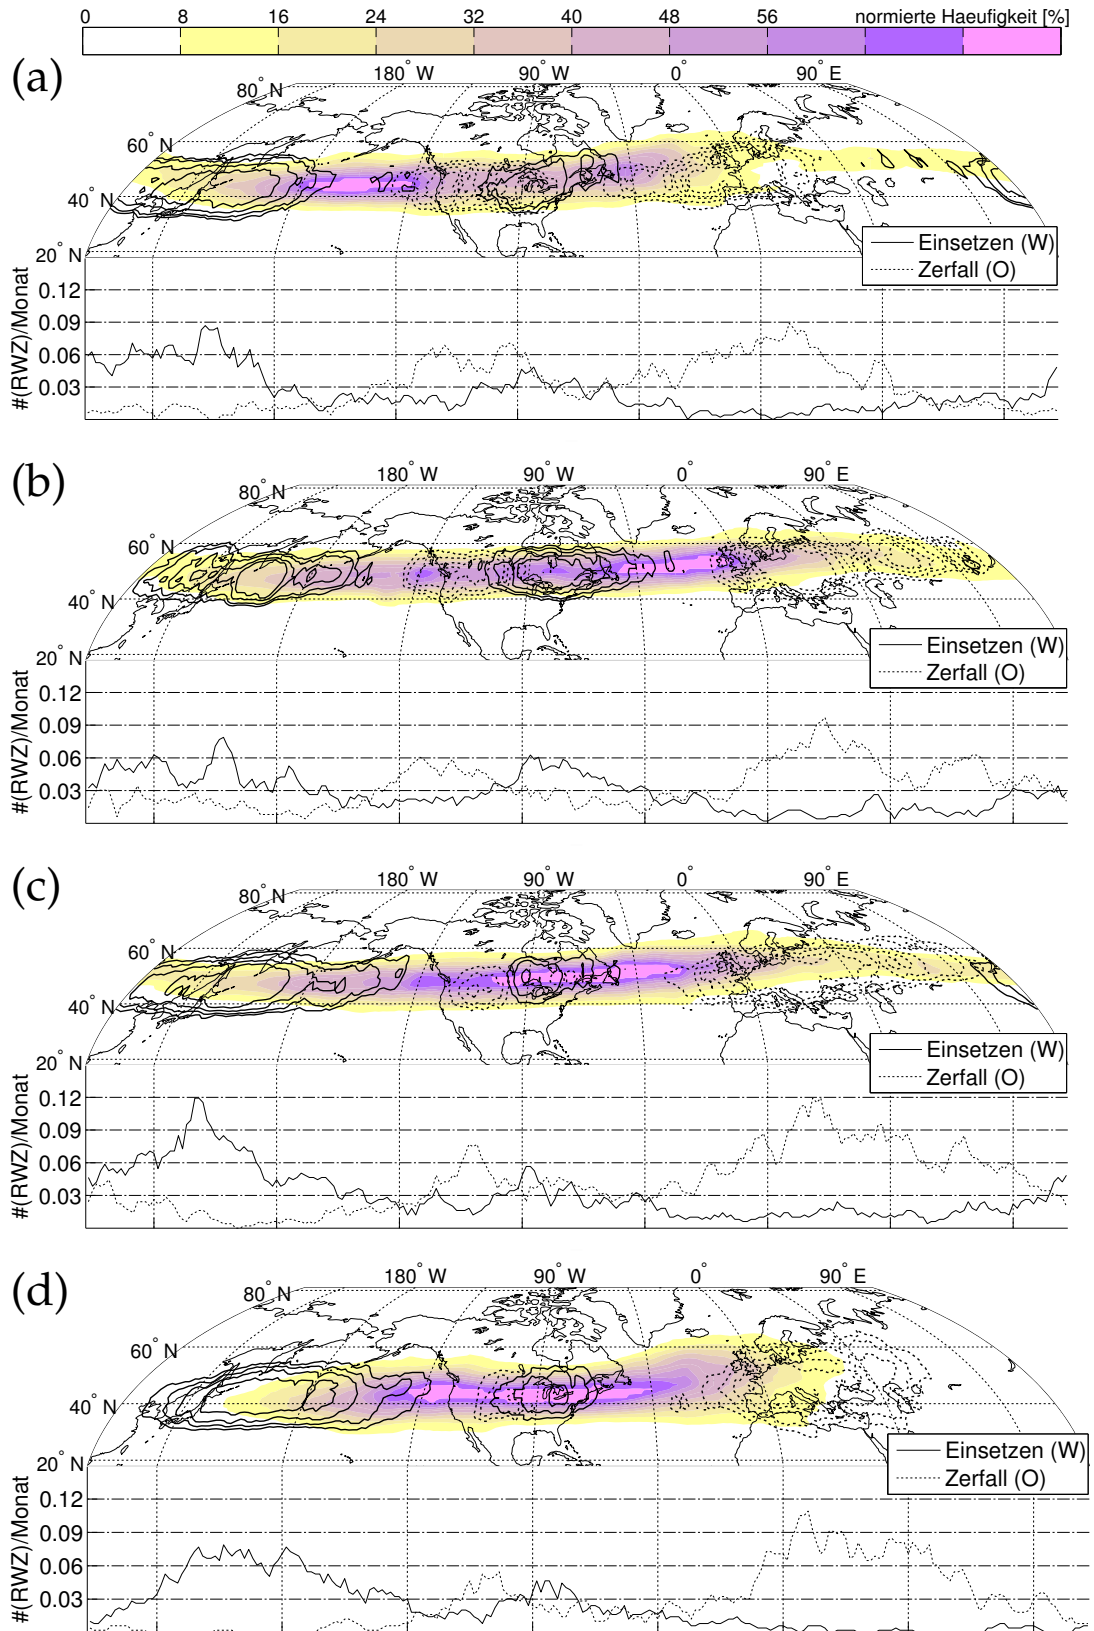 0 8 16 24 32 40 48 56 normierte Haeufigkeit [%]
(a)
180° W 90° W 0° 90° E
80° N
60° N
40° N
20° N
Einsetzen (W)
Zerfall (O)
#(RWZ)/Monat
0.12
0.09
0.06
0.03
(b)
180° W 90° W 0° 90° E
80° N
60° N
40° N
20° N
Einsetzen (W)
Zerfall (O)
#(RWZ)/Monat
0.12
0.09
0.06
0.03
(c)
180° W 90° W 0° 90° E
80° N
60° N
40° N
20° N
Einsetzen (W)
Zerfall (O)
#(RWZ)/Monat
0.12
0.09
0.06
0.03
(d)
180° W 90° W 0° 90° E
80° N
60° N
40° N
20° N
Einsetzen (W)
Zerfall (O)
#(RWZ)/Monat
0.12
0.09
0.06
0.03